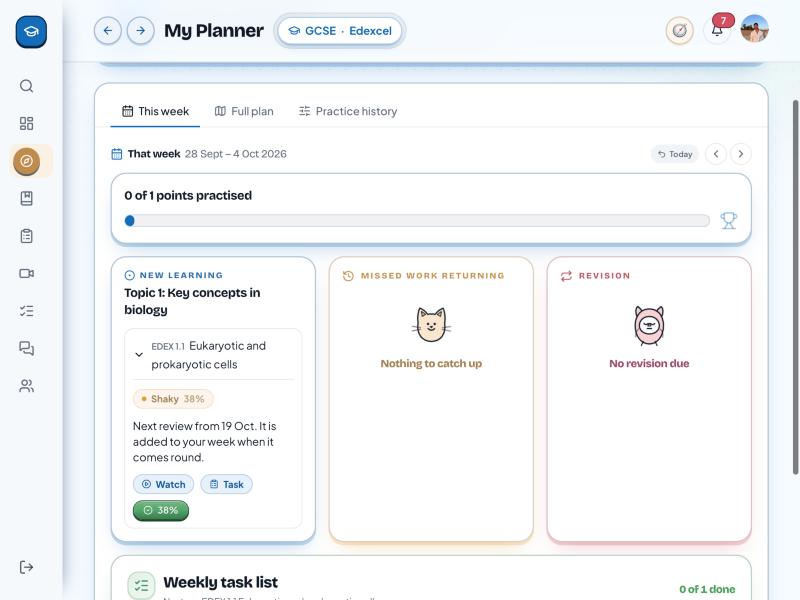 My Planner
GCSE · Edexcel
7
This week
Full plan
Practice history
That week 28 Sept – 4 Oct 2026
Today
0 of 1 points practised
NEW LEARNING
Topic 1: Key concepts in
biology
EDEX 1.1 Eukaryotic and
prokaryotic cells
Shaky 38%
Next review from 19 Oct. It is
added to your week when it
comes round.
Watch
Task
38%
MISSED WORK RETURNING
Nothing to catch up
REVISION
No revision due
Weekly task list
0 of 1 done